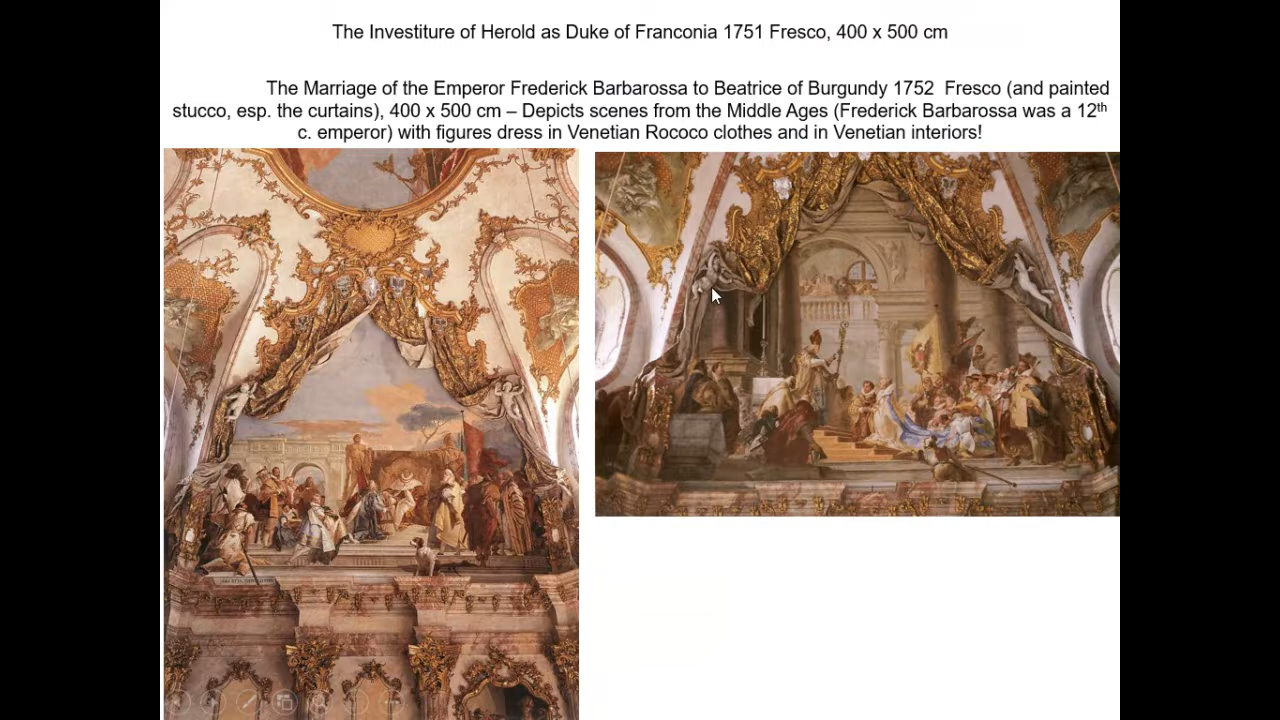 The Investiture of Herold as Duke of Franconia 1751 Fresco, 400 x 500 cm
The Marriage of the Emperor Frederick Barbarossa to Beatrice of Burgundy 1752 Fresco (and painted
stucco, esp. the curtains), 400 x 500 cm – Depicts scenes from the Middle Ages (Frederick Barbarossa was a 12th
c. emperor) with figures dress in Venetian Rococo clothes and in Venetian interiors!